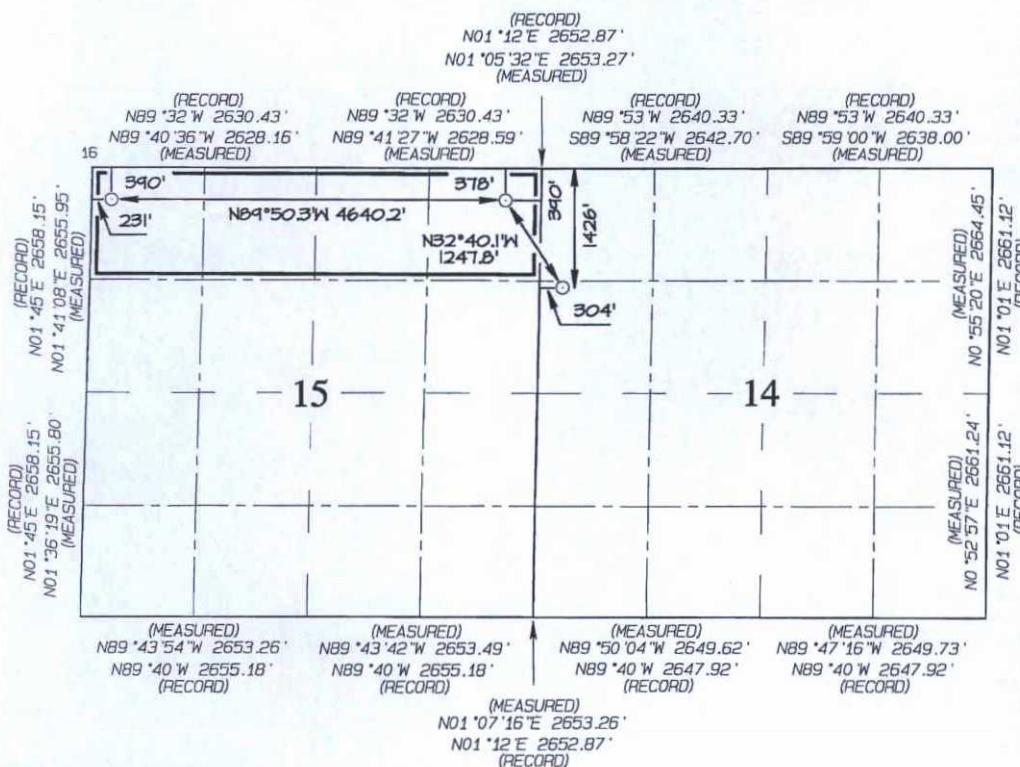 (RECORD)
N01°12'E 2652.87'
N01°05'32"E 2653.27'
(MEASURED)
(RECORD)
N89°32'W 2630.43'
N89°40'36"W 2628.16'
(MEASURED)
(RECORD)
N89°32'W 2630.43'
N89°41'27"W 2628.59'
(MEASURED)
(RECORD)
N89°53'W 2640.33'
S89°58'22"W 2642.70'
(MEASURED)
(RECORD)
N89°53'W 2640.33'
S89°59'00"W 2638.00'
(MEASURED)
16
390'
378'
231'
N89°50.3'W 4640.2'
390'
1426'
N32°40.1'W
1247.8'
304'
(RECORD)
N01°45'E 2658.15'
N01°41'08"E 2655.95'
(MEASURED)
(MEASURED)
N0°55'20"E 2664.45'
N01°01'E 2661.12'
(RECORD)
15
14
(RECORD)
N01°45'E 2658.15'
N01°36'19"E 2655.80'
(MEASURED)
(MEASURED)
N0°52'57"E 2661.24'
N01°01'E 2661.12'
(RECORD)
(MEASURED)
N89°43'54"W 2653.26'
N89°40'W 2655.18'
(RECORD)
(MEASURED)
N89°43'42"W 2653.49'
N89°40'W 2655.18'
(RECORD)
(MEASURED)
N89°50'04"W 2649.62'
N89°40'W 2647.92'
(RECORD)
(MEASURED)
N89°47'16"W 2649.73'
N89°40'W 2647.92'
(RECORD)
(MEASURED)
N01°07'16"E 2653.26'
N01°12'E 2652.87'
(RECORD)